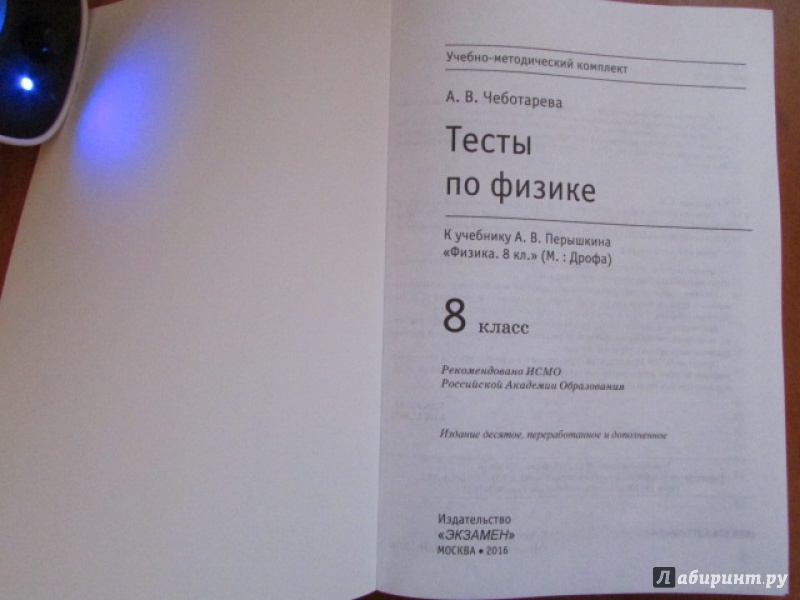 Учебно-методический комплект
А. В. Чеботарева
Тесты
по физике
К учебнику А. В. Перышкина
«Физика. 8 кл.» (М. : Дрофа)
8 класс
Рекомендовано ИСМО
Российской Академии Образования
Издание десятое, переработанное и дополненное
Издательство
«ЭКЗАМЕН»
МОСКВА • 2016
Лабиринт.ру